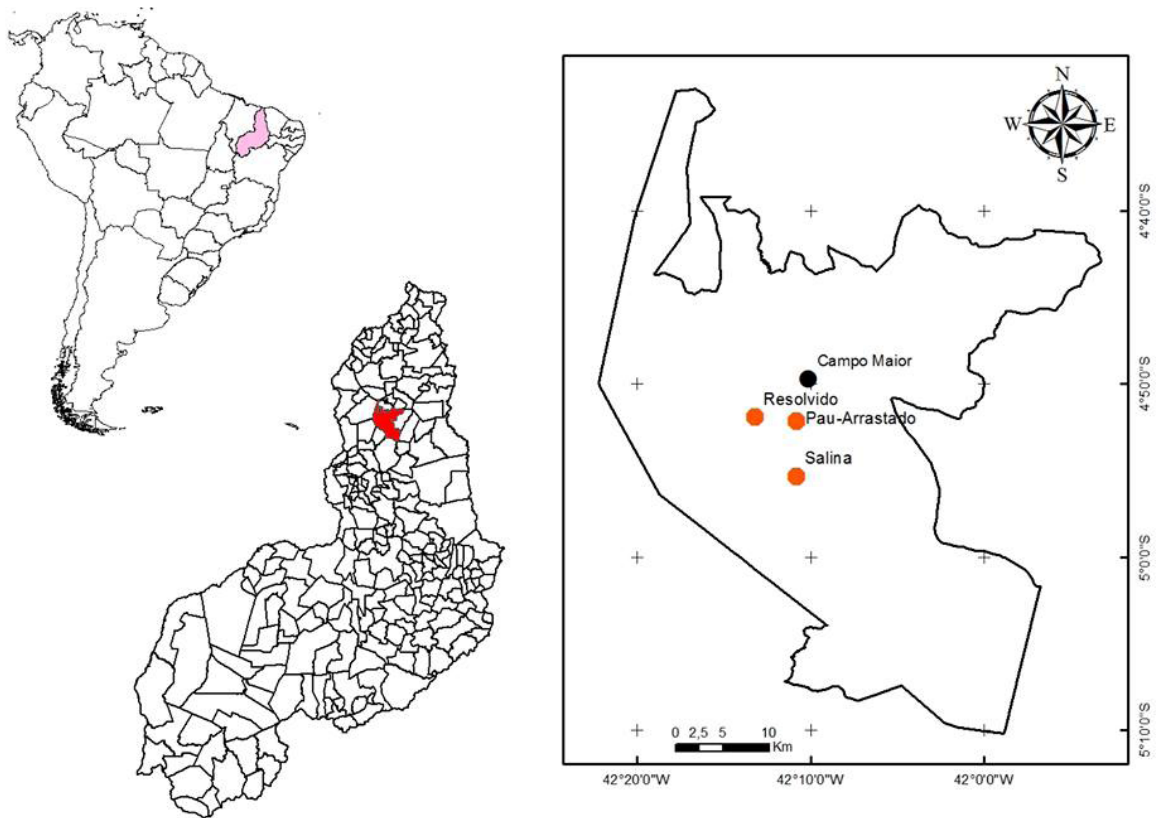 N
W E
S
4°40'0"S
Campo Maior
4°50'0"S
Resolvido
Pau-Arrastado
Salina
5°0'0"S
5°10'0"S
0 2,5 5 10
Km
42°20'0"W 42°10'0"W 42°0'0"W